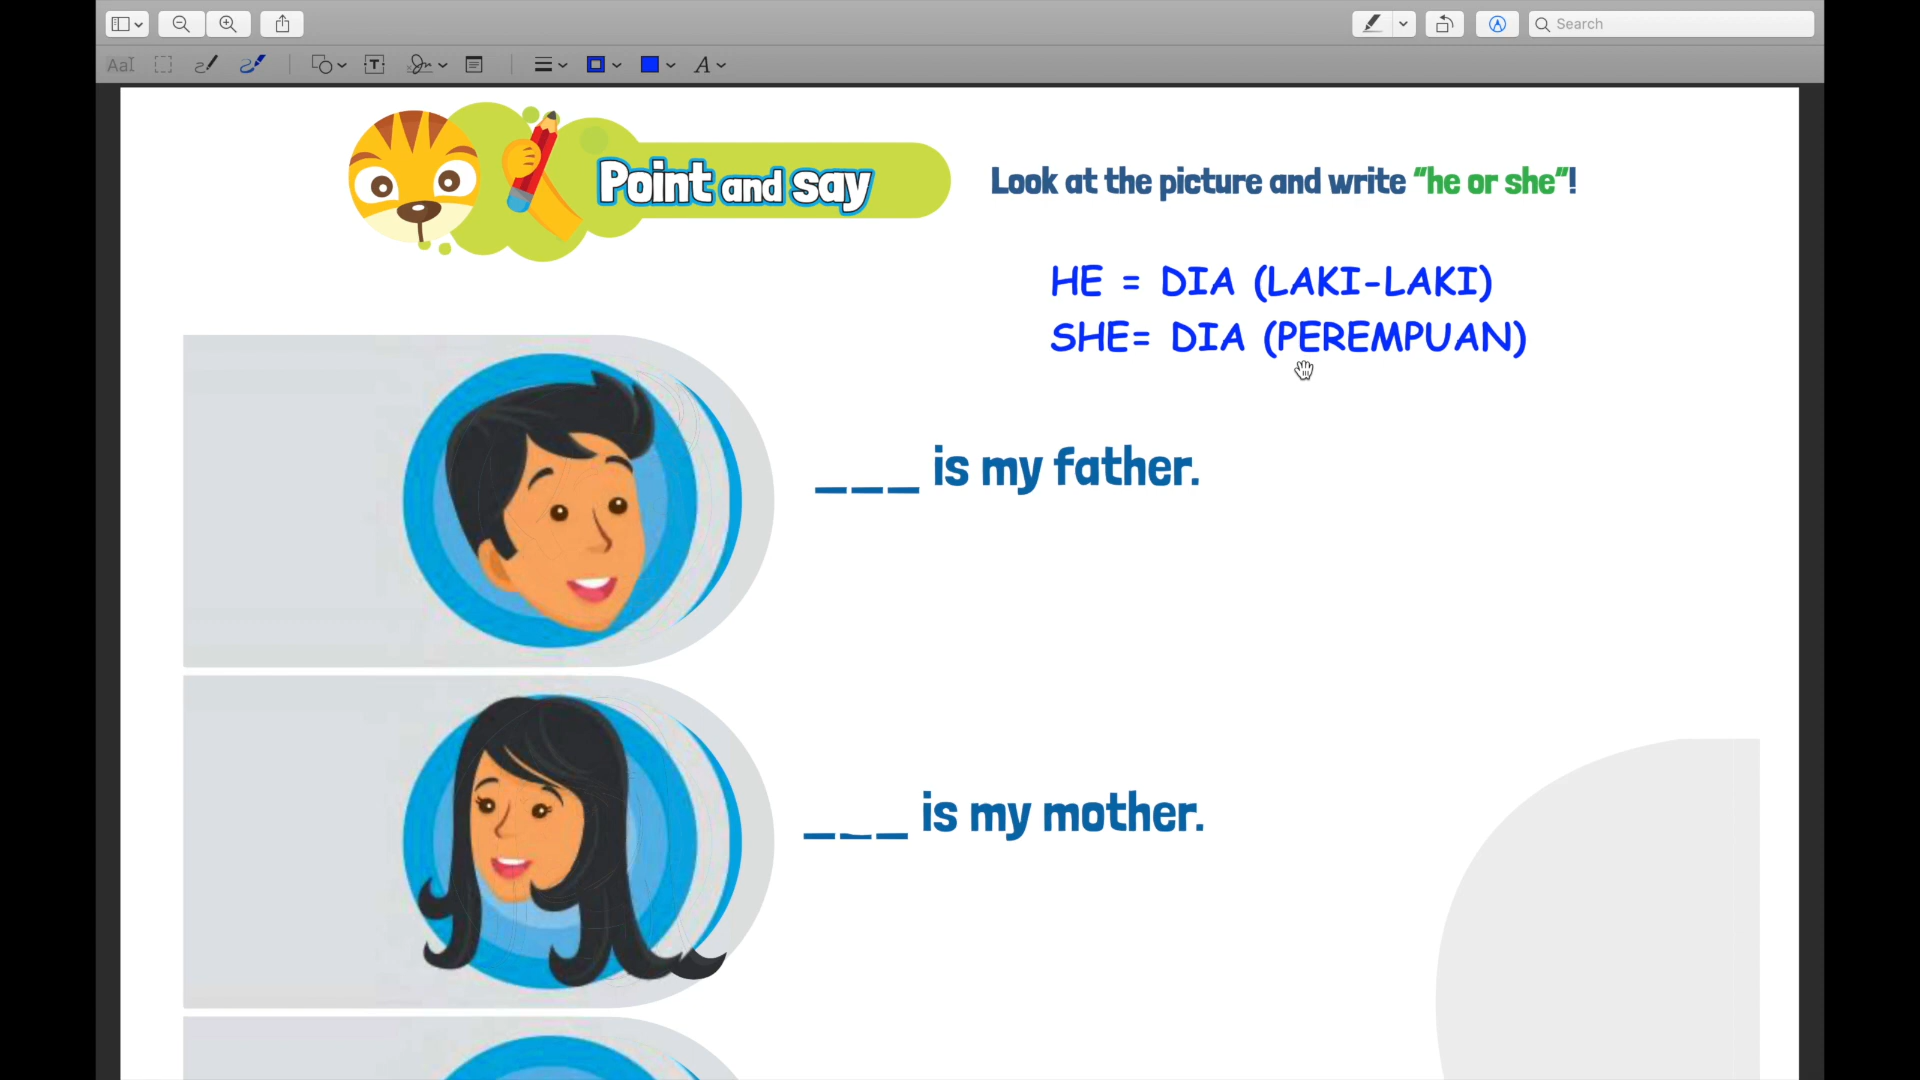 Search
AaI
T
A
A
Point and say
Look at the picture and write "he or she"!
HE = DIA (LAKI-LAKI)
SHE= DIA (PEREMPUAN)
___ is my father.
___ is my mother.